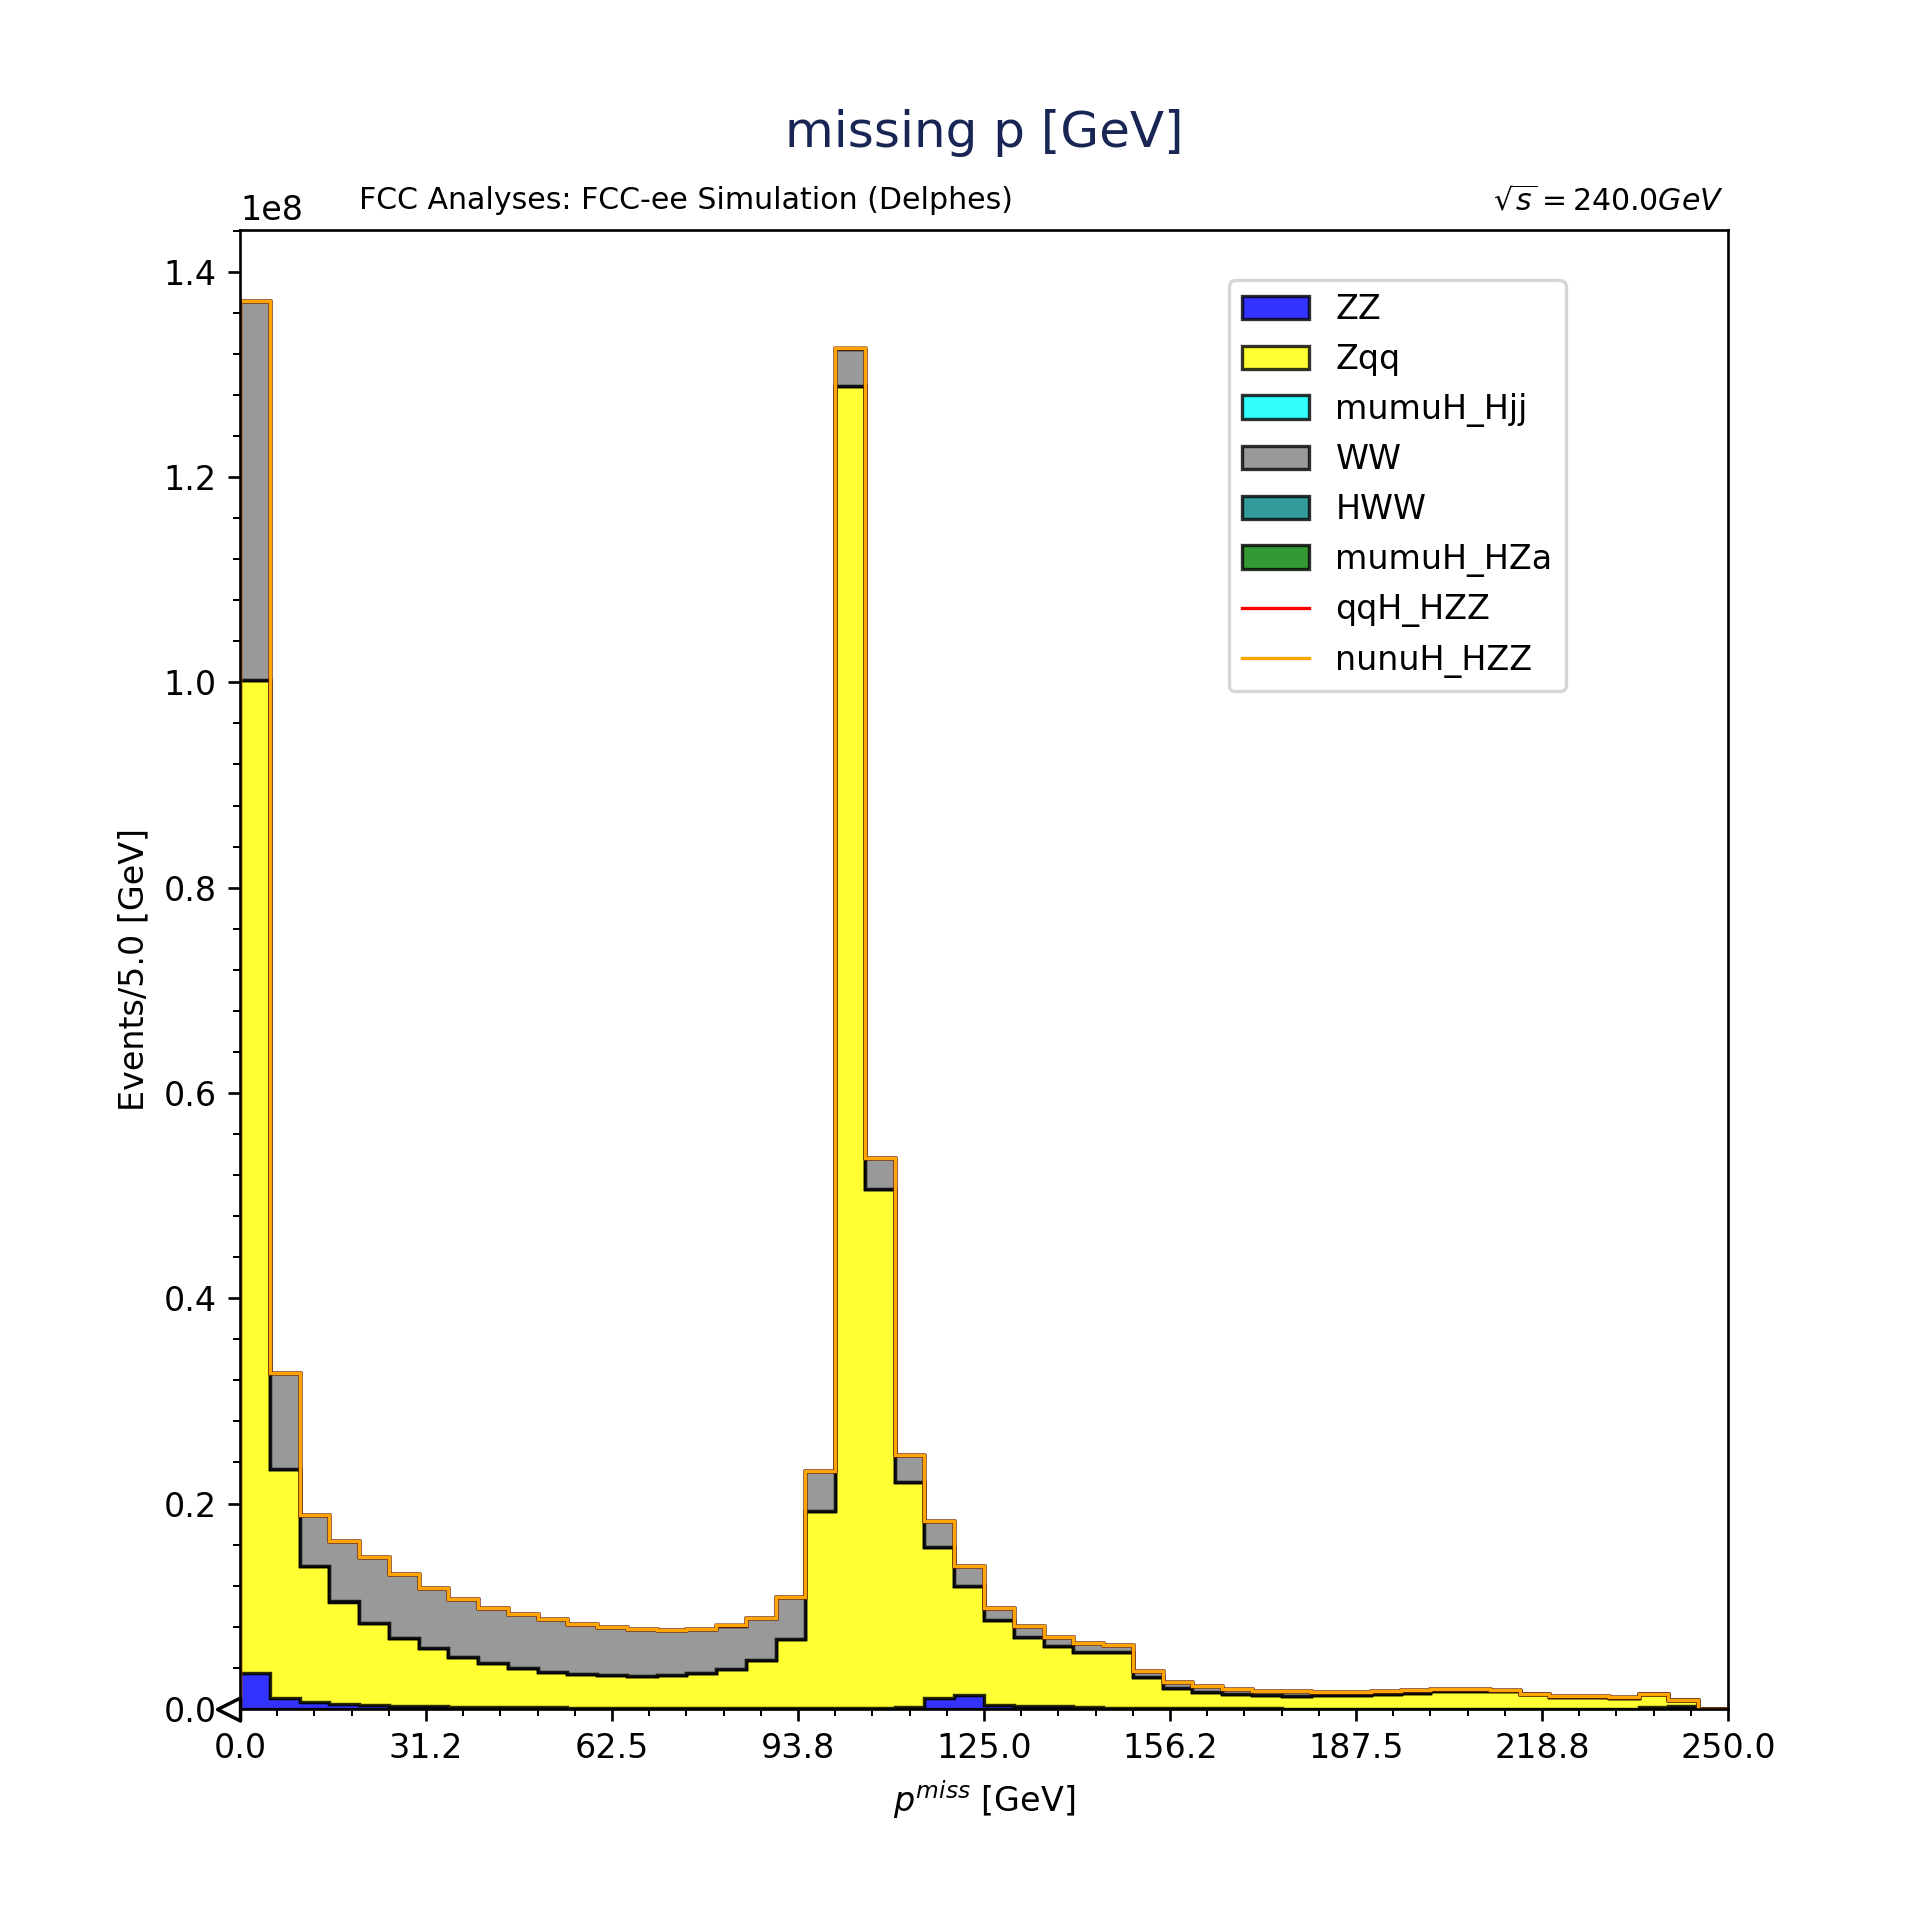 missing p [GeV]
1e8
FCC Analyses: FCC-ee Simulation (Delphes)
√s = 240.0GeV
1.4
1.2
1.0
0.8
0.6
0.4
0.2
0.0
Events/5.0 [GeV]
ZZ
Zqq
mumuH_Hjj
WW
HWW
mumuH_HZa
qqH_HZZ
nunuH_HZZ
0.0 31.2 62.5 93.8 125.0 156.2 187.5 218.8 250.0
p^miss [GeV]